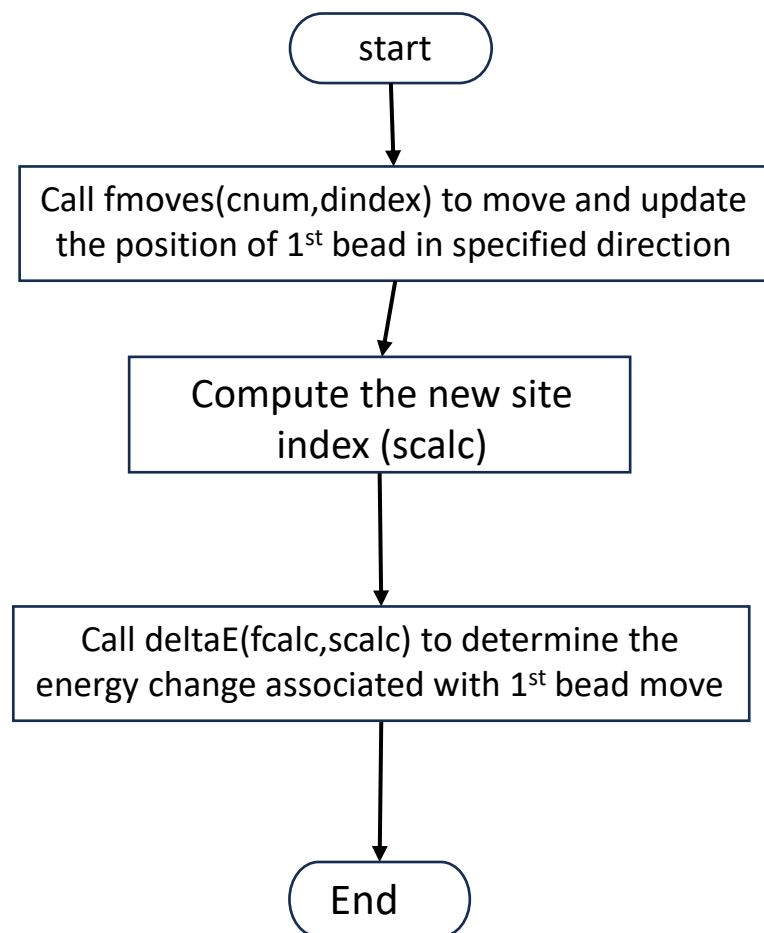 start
Call fmoves(cnum,dindex) to move and update
the position of 1st bead in specified direction
Compute the new site
index (scalc)
Call deltaE(fcalc,scalc) to determine the
energy change associated with 1st bead move
End